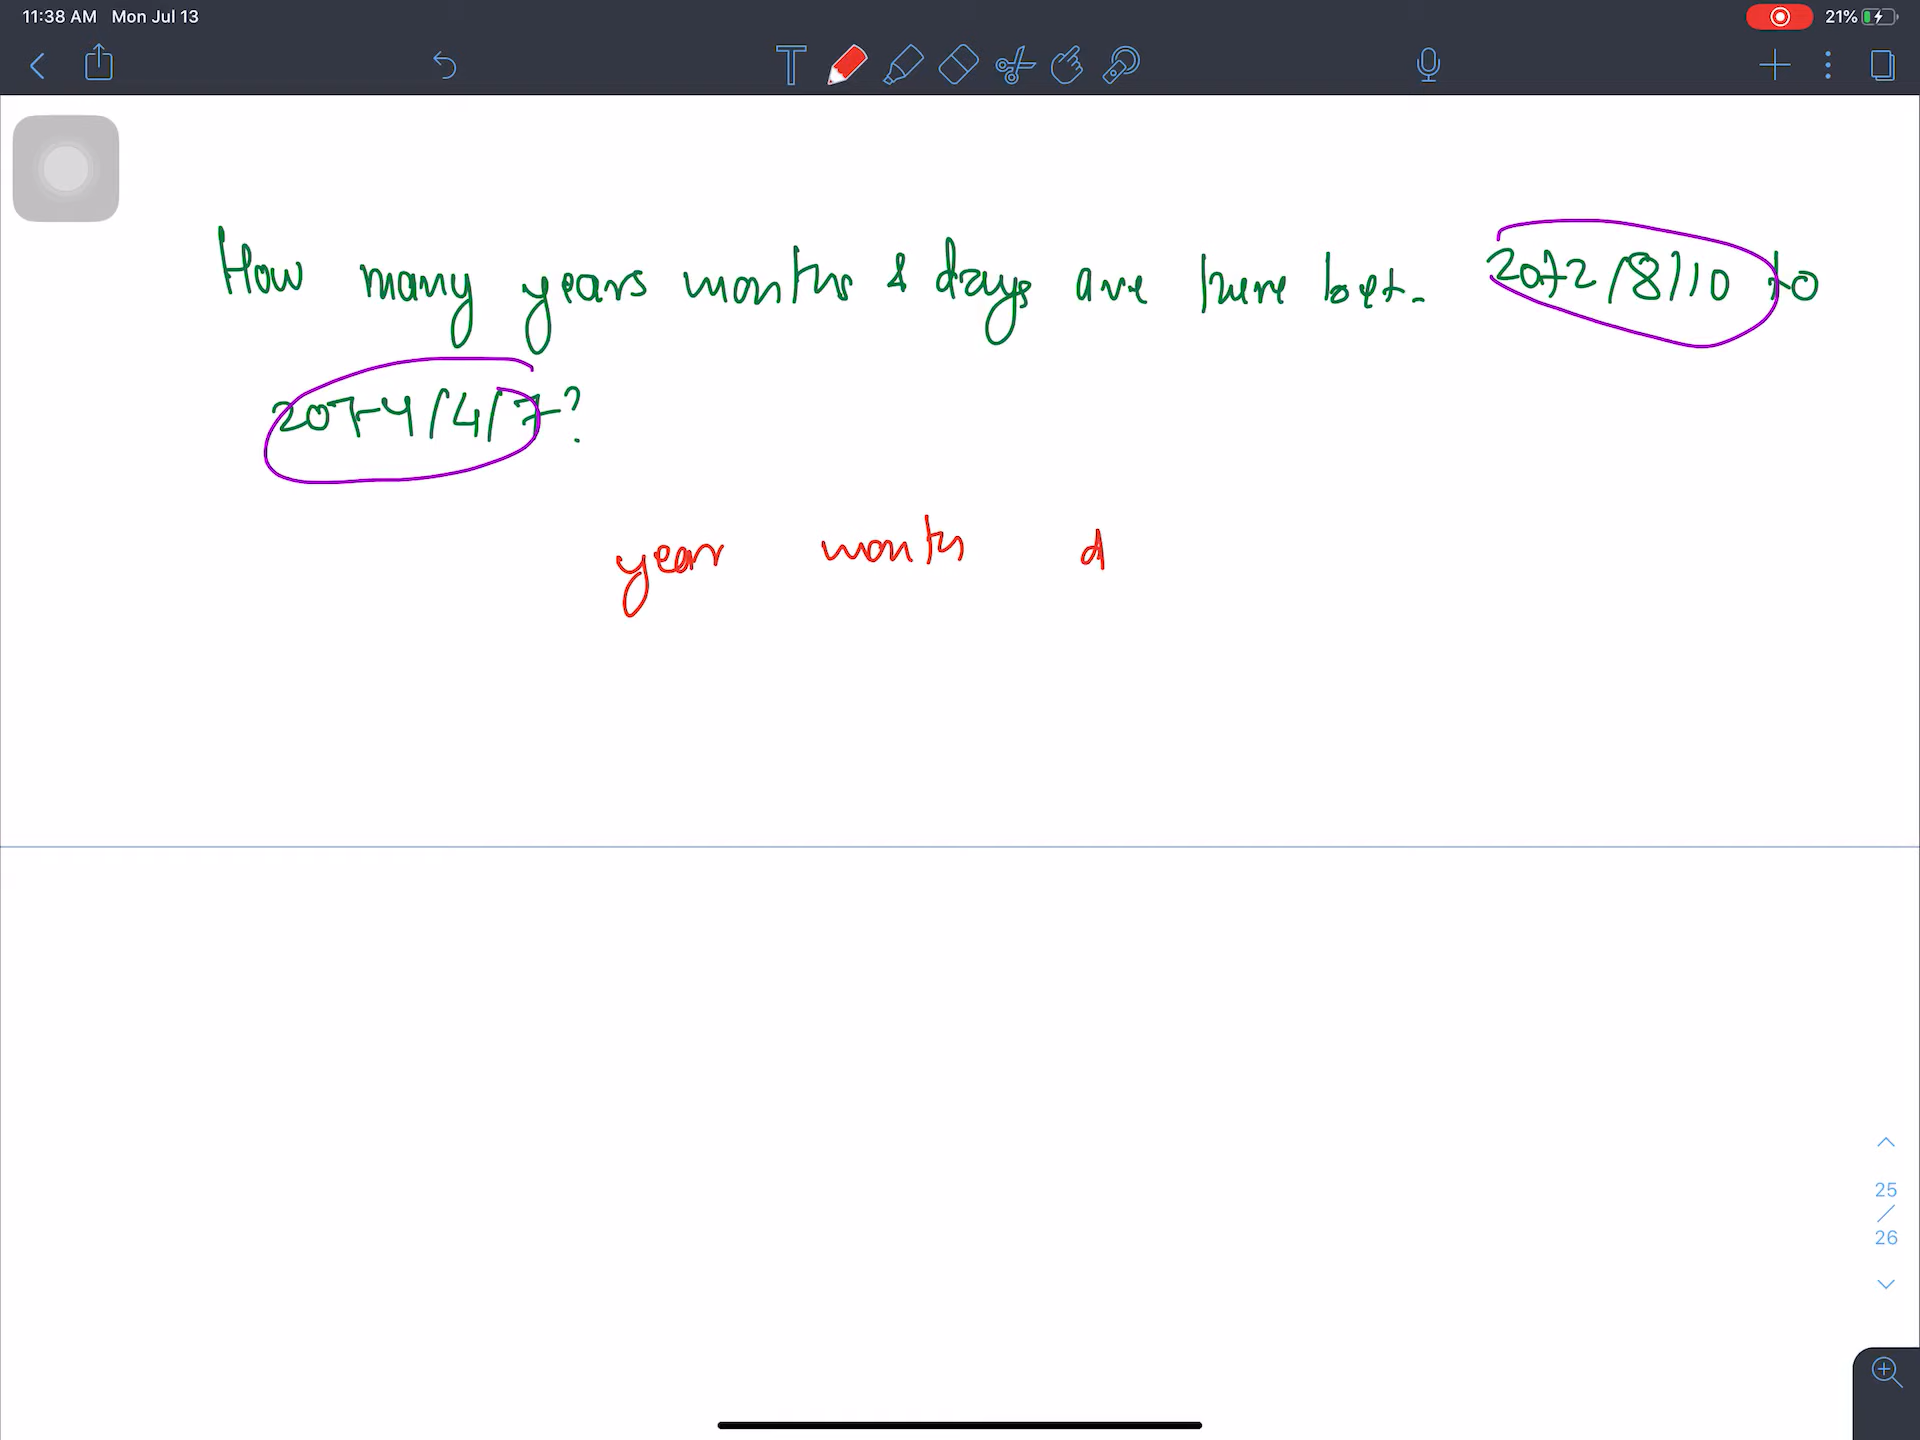 11:38 AM Mon Jul 13
21%
How many years months & days are there bet. 2072/8/10 to
2074/4/7?
year months d
25
/
26